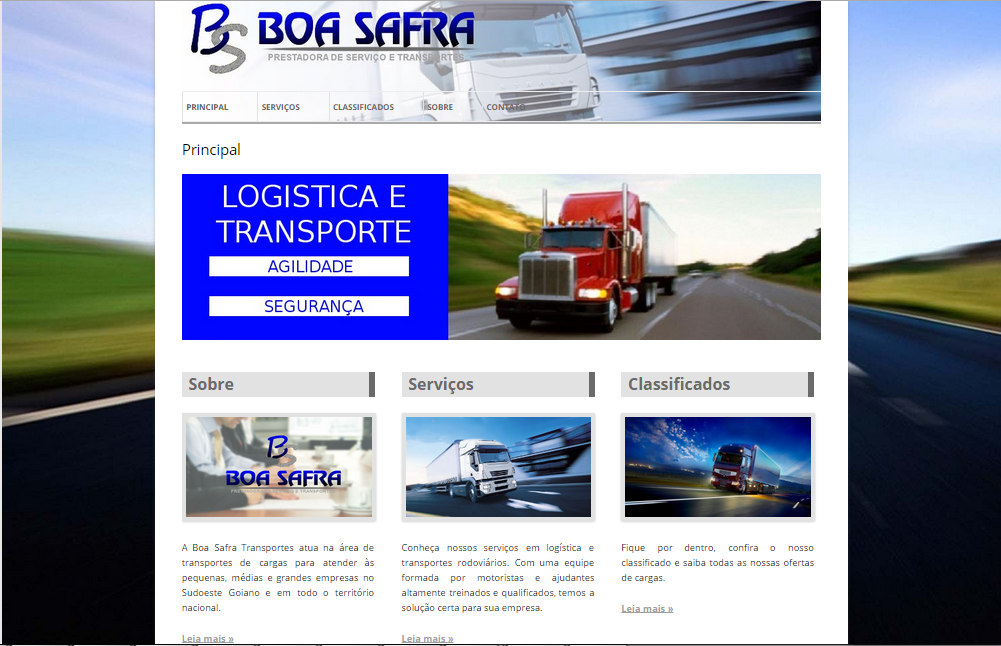 BS BOA SAFRA
PRESTADORA DE SERVIÇO E TRANSPORTES
PRINCIPAL SERVIÇOS CLASSIFICADOS SOBRE CONTATO
Principal
LOGISTICA E
TRANSPORTE
AGILIDADE
SEGURANÇA
Sobre
B
BOA SAFRA
A Boa Safra Transportes atua na área de
transportes de cargas para atender às
pequenas, médias e grandes empresas no
Sudoeste Goiano e em todo o território
nacional.
Leia mais »
Serviços
Conheça nossos serviços em logística e
transportes rodoviários. Com uma equipe
formada por motoristas e ajudantes
altamente treinados e qualificados, temos a
solução certa para sua empresa.
Leia mais »
Classificados
Fique por dentro, confira o nosso
classificado e saiba todas as nossas ofertas
de cargas.
Leia mais »